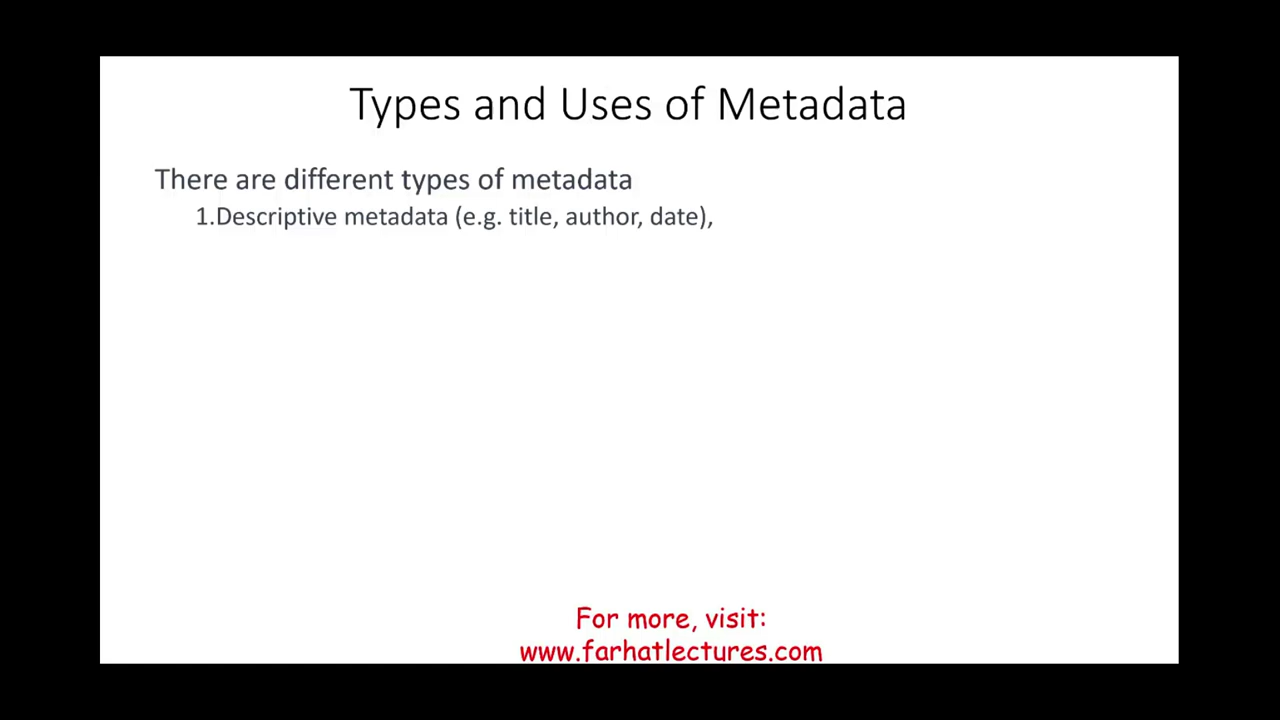 Types and Uses of Metadata
There are different types of metadata
1.Descriptive metadata (e.g. title, author, date),
For more, visit:
www.farhatlectures.com